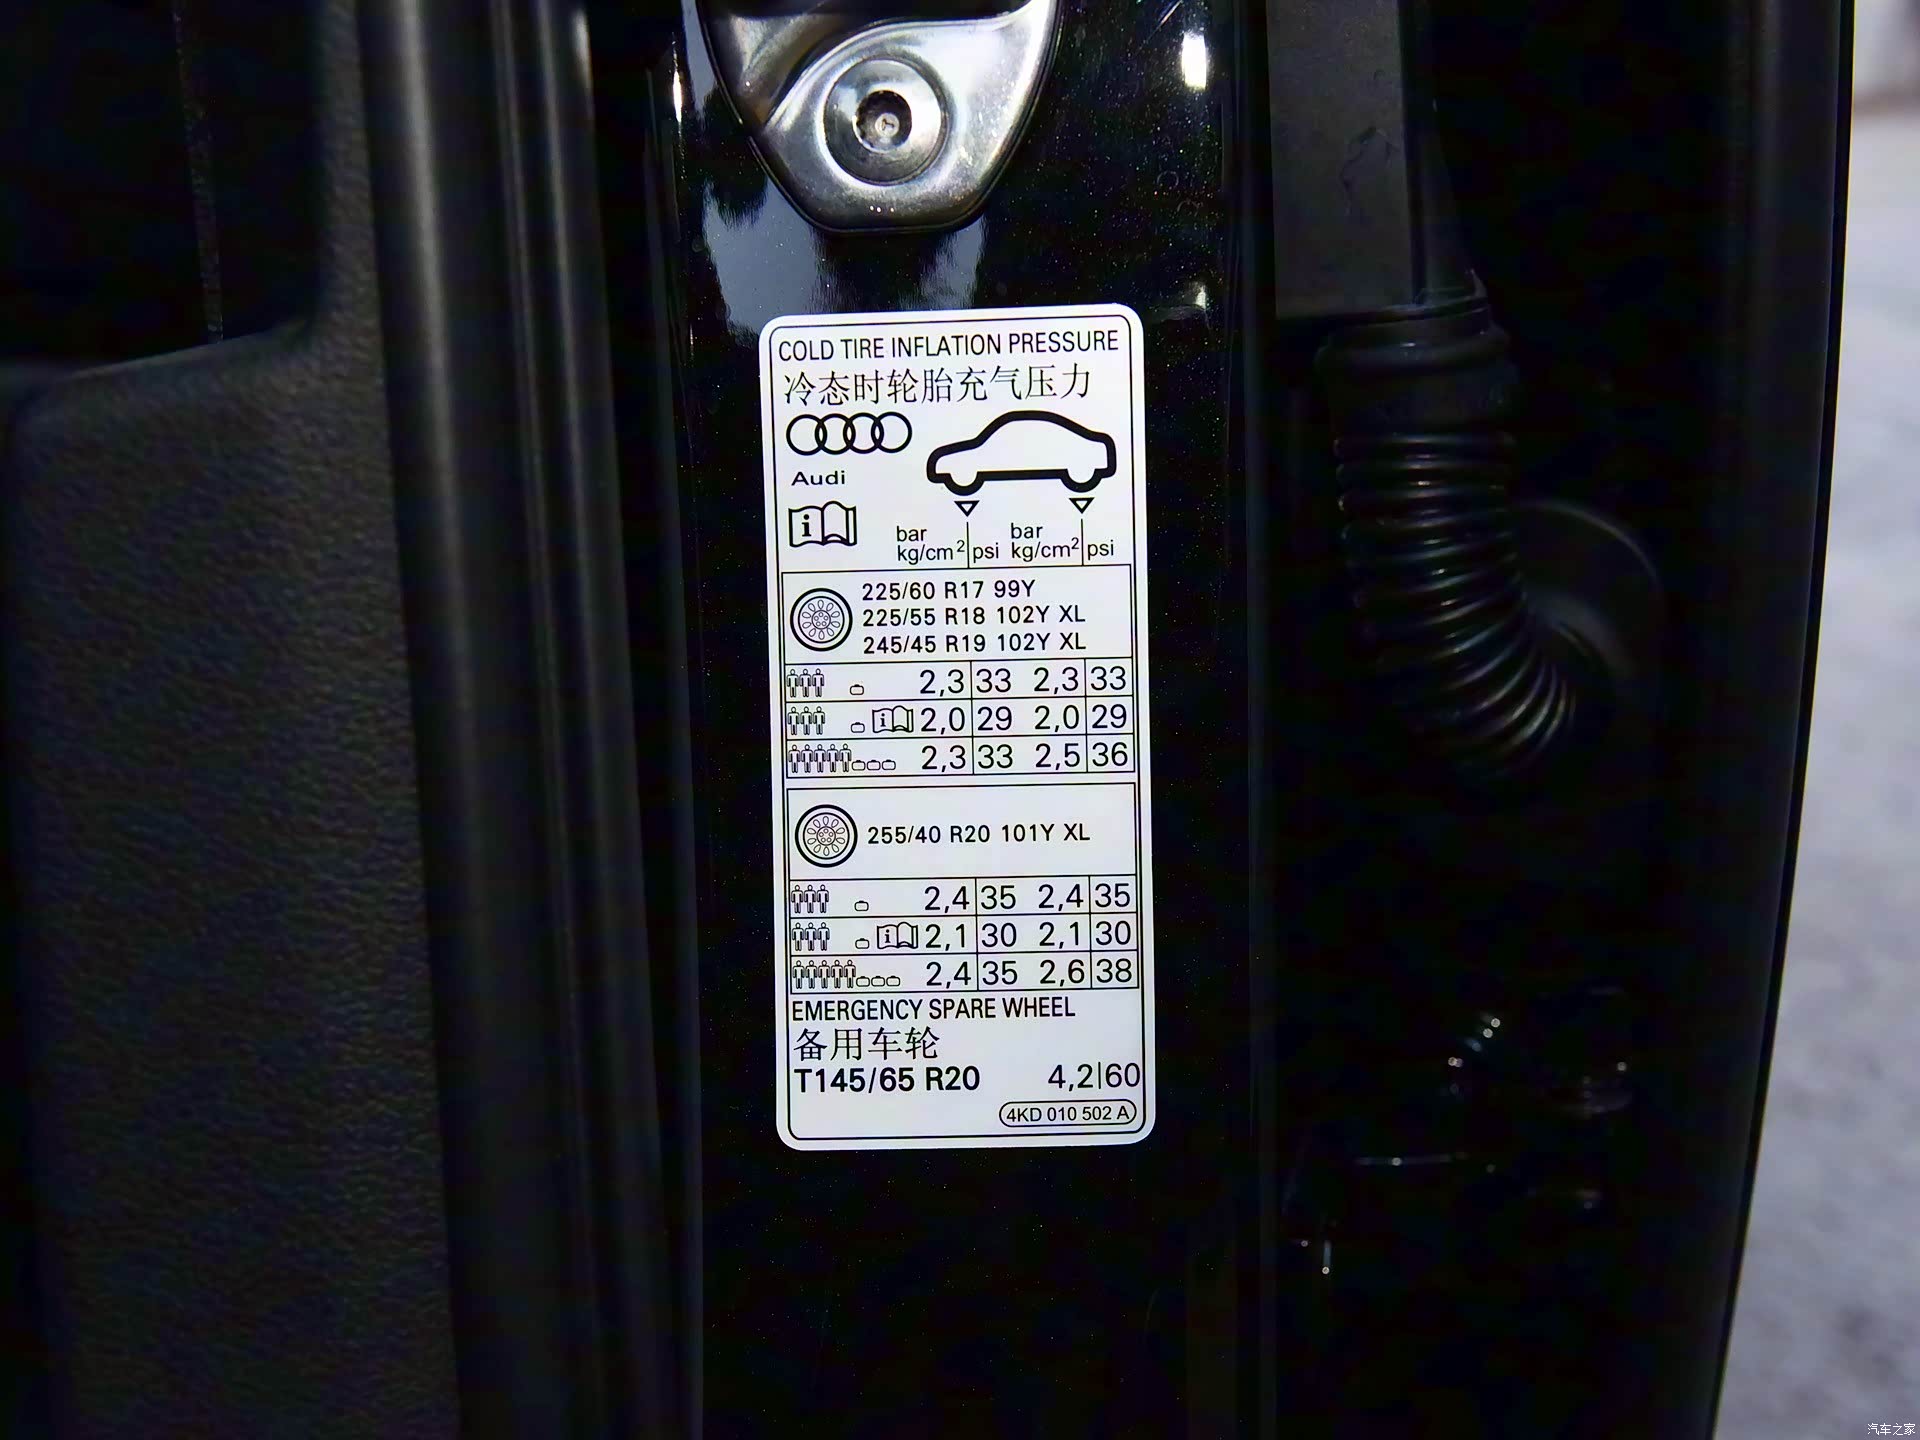 COLD TIRE INFLATION PRESSURE
冷态时轮胎充气压力
Audi
bar bar
kg/cm² psi kg/cm² psi
225/60 R17 99Y
225/55 R18 102Y XL
245/45 R19 102Y XL
2,3 33 2,3 33
2,0 29 2,0 29
2,3 33 2,5 36
255/40 R20 101Y XL
2,4 35 2,4 35
2,1 30 2,1 30
2,4 35 2,6 38
EMERGENCY SPARE WHEEL
备用车轮
T145/65 R20 4,2|60
4KD 010 502 A
汽车之家